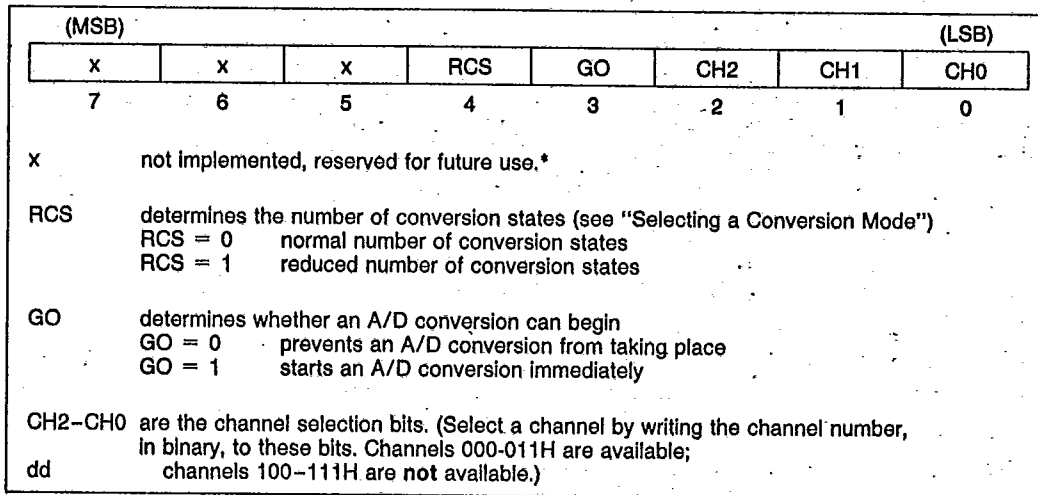 (MSB) (LSB)
x x x RCS GO CH2 CH1 CH0
7 6 5 4 3 2 1 0
x not implemented, reserved for future use.*
RCS determines the number of conversion states (see "Selecting a Conversion Mode")
RCS = 0 normal number of conversion states
RCS = 1 reduced number of conversion states
GO determines whether an A/D conversion can begin
GO = 0 prevents an A/D conversion from taking place
GO = 1 starts an A/D conversion immediately
CH2–CH0 are the channel selection bits. (Select a channel by writing the channel number,
in binary, to these bits. Channels 000-011H are available;
dd channels 100–111H are not available.)